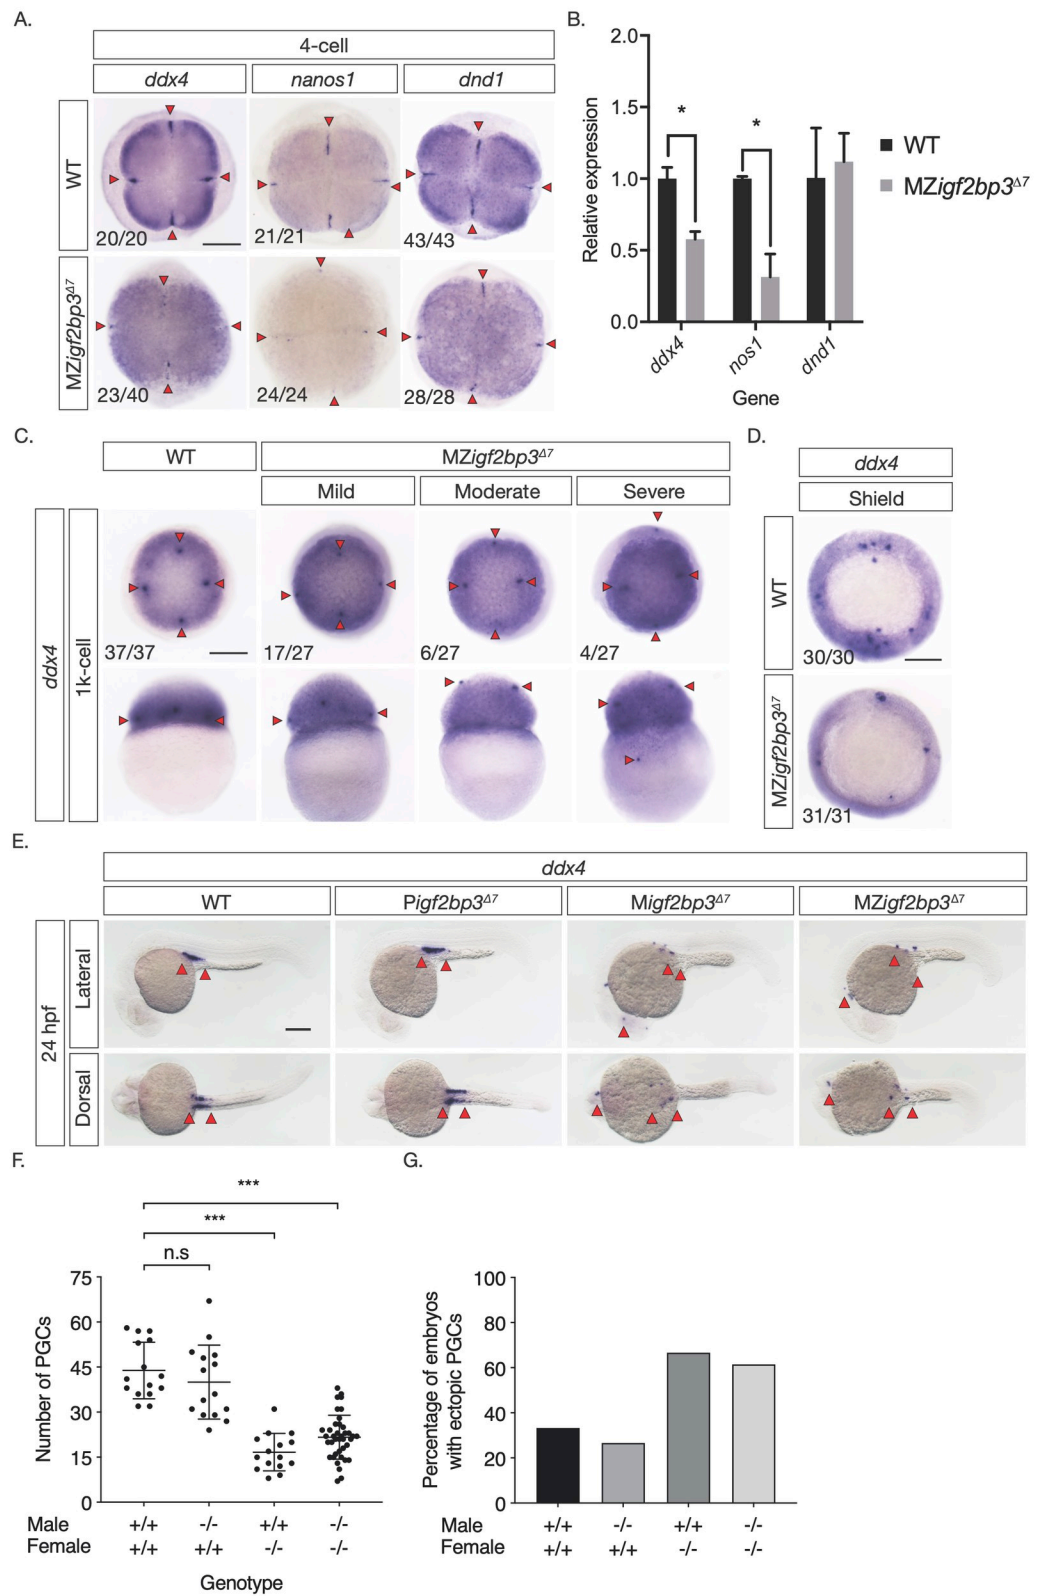 A.
4-cell
ddx4 nanos1 dnd1
WT
20/20 21/21 43/43
MZigf2bp3Δ7
23/40 24/24 28/28
B.
2.0
1.5
1.0
0.5
0.0
Relative expression
* *
WT
MZigf2bp3Δ7
ddx4 nos1 dnd1
Gene
C.
WT MZigf2bp3Δ7
Mild Moderate Severe
ddx4
1k-cell
37/37 17/27 6/27 4/27
D.
ddx4
Shield
WT
30/30
MZigf2bp3Δ7
31/31
E.
ddx4
WT Pigf2bp3Δ7 Migf2bp3Δ7 MZigf2bp3Δ7
24 hpf
Lateral
Dorsal
F.
***
***
n.s
75
60
45
30
15
0
Number of PGCs
Male +/+ -/- +/+ -/-
Female +/+ +/+ -/- -/-
Genotype
G.
100
80
60
40
20
0
Percentage of embryos
with ectopic PGCs
Male +/+ -/- +/+ -/-
Female +/+ +/+ -/- -/-